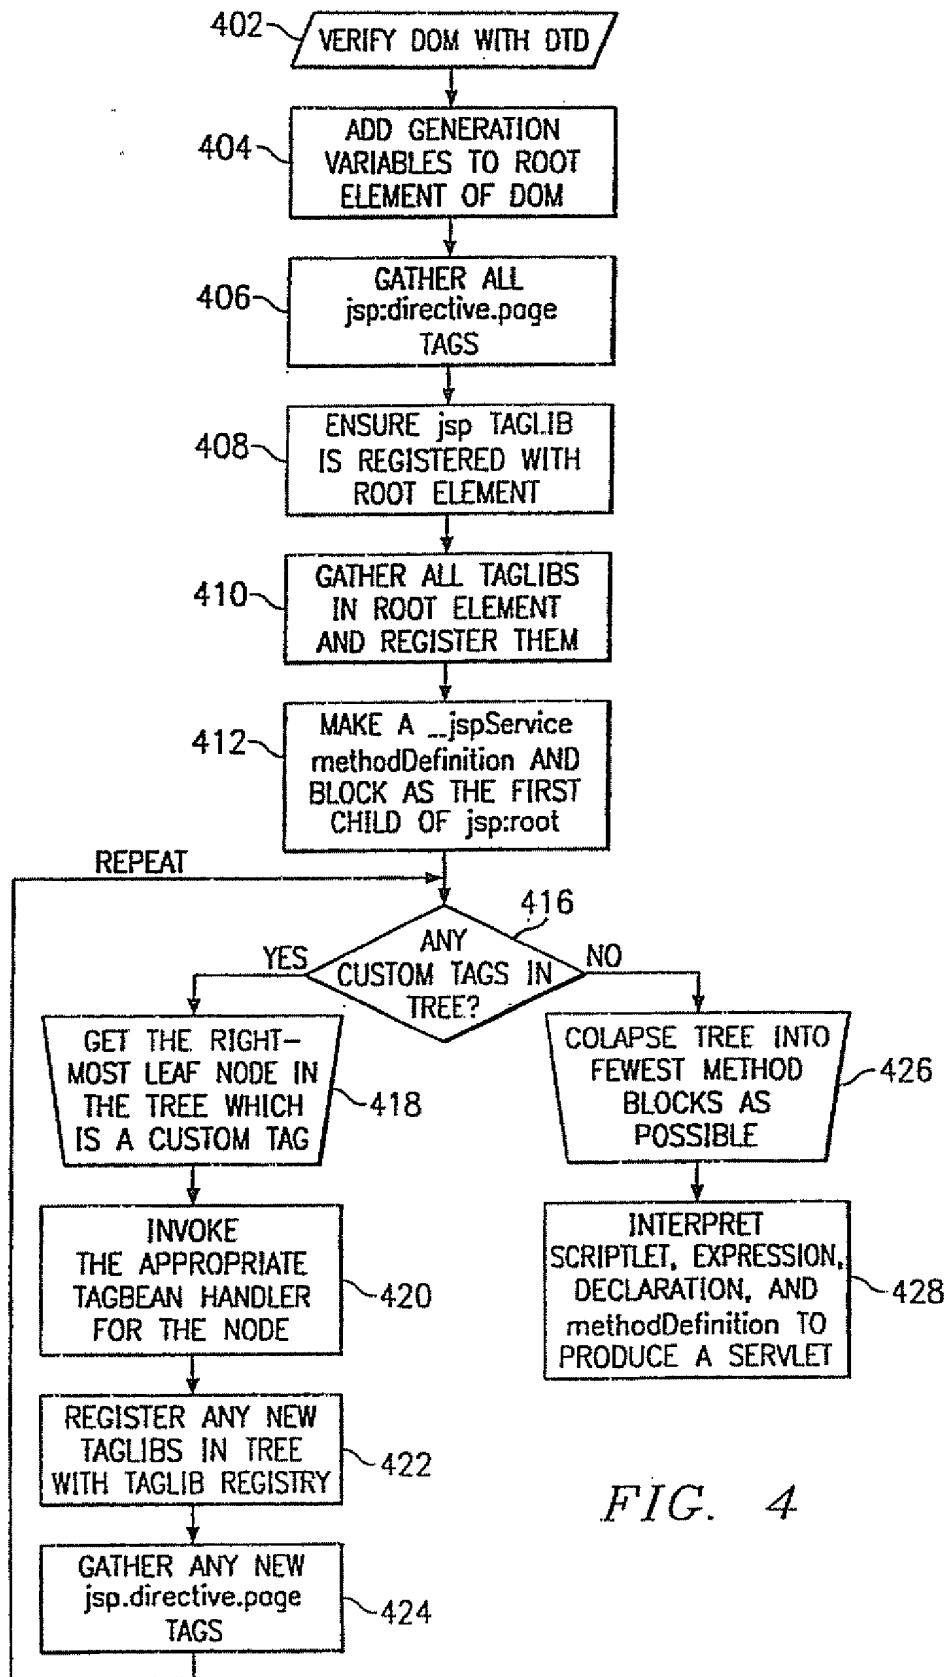 402
VERIFY DOM WITH DTD
404
ADD GENERATION
VARIABLES TO ROOT
ELEMENT OF DOM
406
GATHER ALL
jsp:directive.page
TAGS
408
ENSURE jsp TAGLIB
IS REGISTERED WITH
ROOT ELEMENT
410
GATHER ALL TAGLIBS
IN ROOT ELEMENT
AND REGISTER THEM
412
MAKE A _jspService
methodDefinition AND
BLOCK AS THE FIRST
CHILD OF jsp:root
REPEAT
416
ANY
CUSTOM TAGS IN
TREE?
YES
NO
GET THE RIGHT-
MOST LEAF NODE IN
THE TREE WHICH
IS A CUSTOM TAG
418
COLAPSE TREE INTO
FEWEST METHOD
BLOCKS AS
POSSIBLE
426
INVOKE
THE APPROPRIATE
TAGBEAN HANDLER
FOR THE NODE
420
INTERPRET
SCRIPTLET, EXPRESSION,
DECLARATION, AND
methodDefinition TO
PRODUCE A SERVLET
428
REGISTER ANY NEW
TAGLIBS IN TREE
WITH TAGLIB REGISTRY
422
GATHER ANY NEW
jsp.directive.page
TAGS
424
FIG. 4